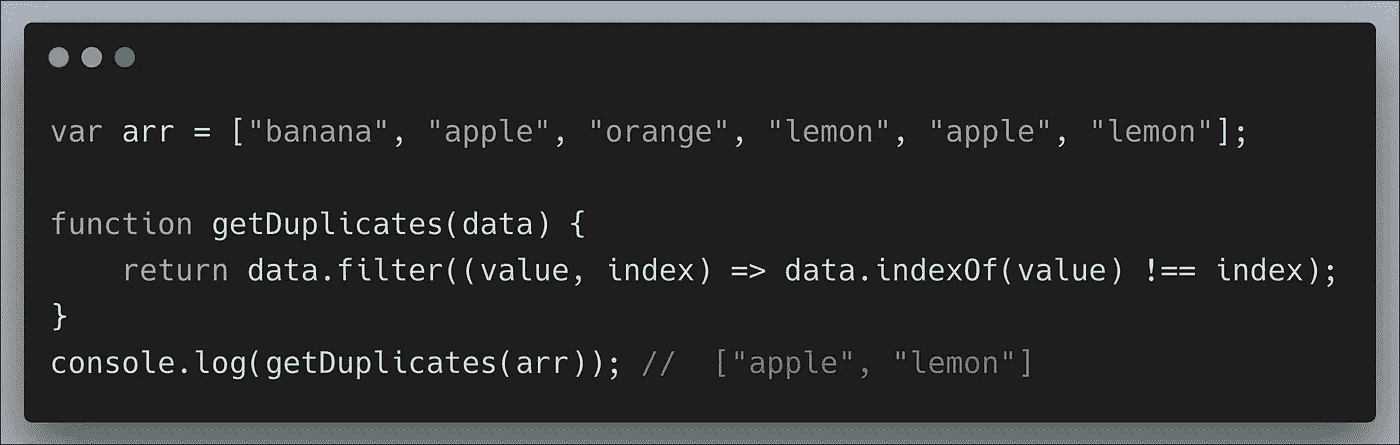 var arr = ["banana", "apple", "orange", "lemon", "apple", "lemon"];
function getDuplicates(data) {
    return data.filter((value, index) => data.indexOf(value) !== index);
}
console.log(getDuplicates(arr)); //  ["apple", "lemon"]